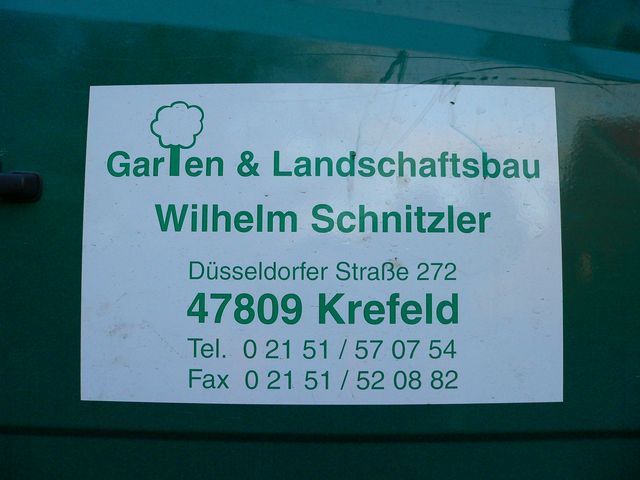 Garten & Landschaftsbau
Wilhelm Schnitzler
Düsseldorfer Straße 272
47809 Krefeld
Tel. 0 21 51 / 57 07 54
Fax 0 21 51 / 52 08 82